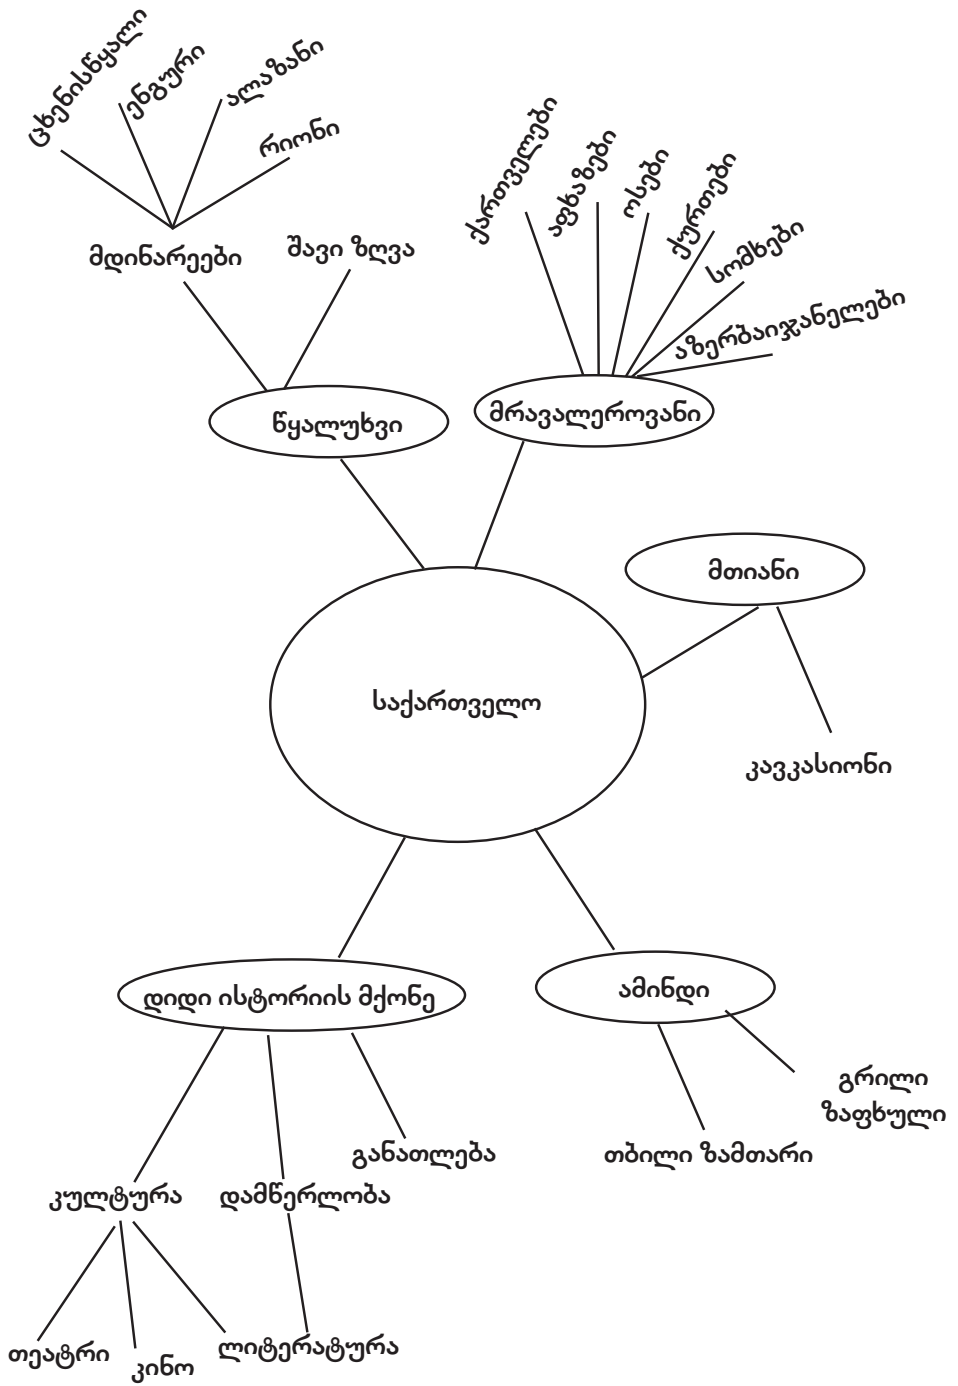 ცხენისწყალი
ენგური
ალაზანი
რიონი
მდინარეები
შავი ზღვა
ქართველები
აფხაზები
ოსები
ქურთები
სომხები
აზერბაიჯანელები
წყალუხვი
მრავალეროვანი
მთიანი
საქართველო
კავკასიონი
დიდი ისტორიის მქონე
ამინდი
გრილი
ზაფხული
თბილი ზამთარი
განათლება
კულტურა
დამწერლობა
თეატრი
კინო
ლიტერატურა